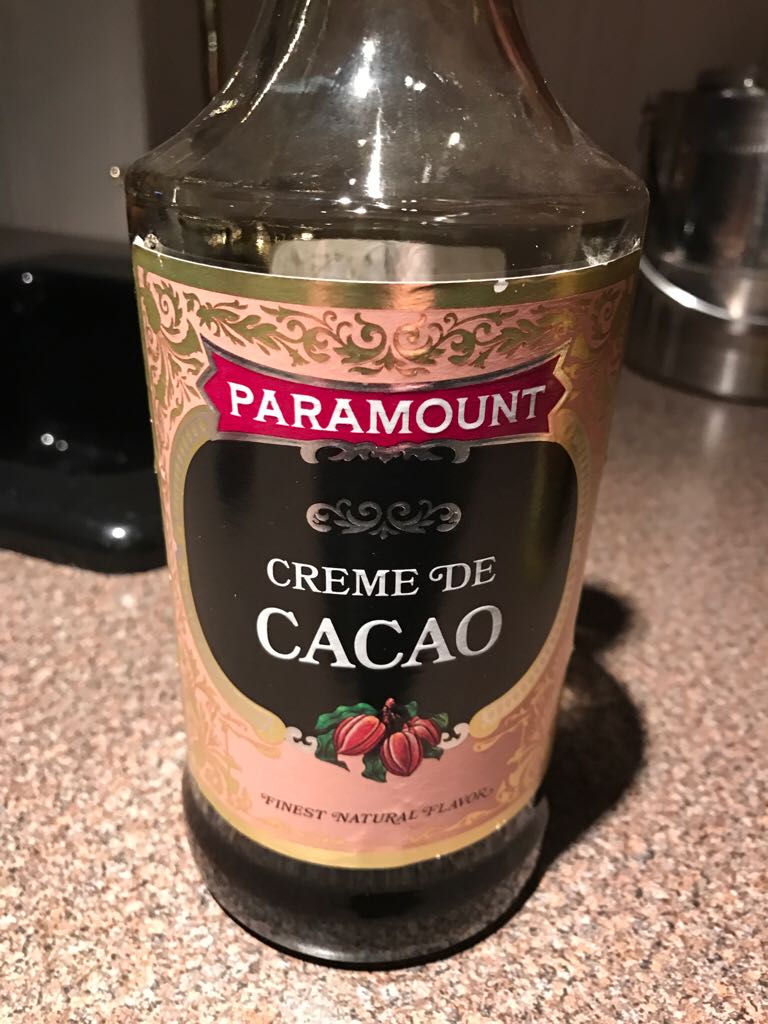 PARAMOUNT
CREME DE
CACAO
FINEST NATURAL FLAVOR